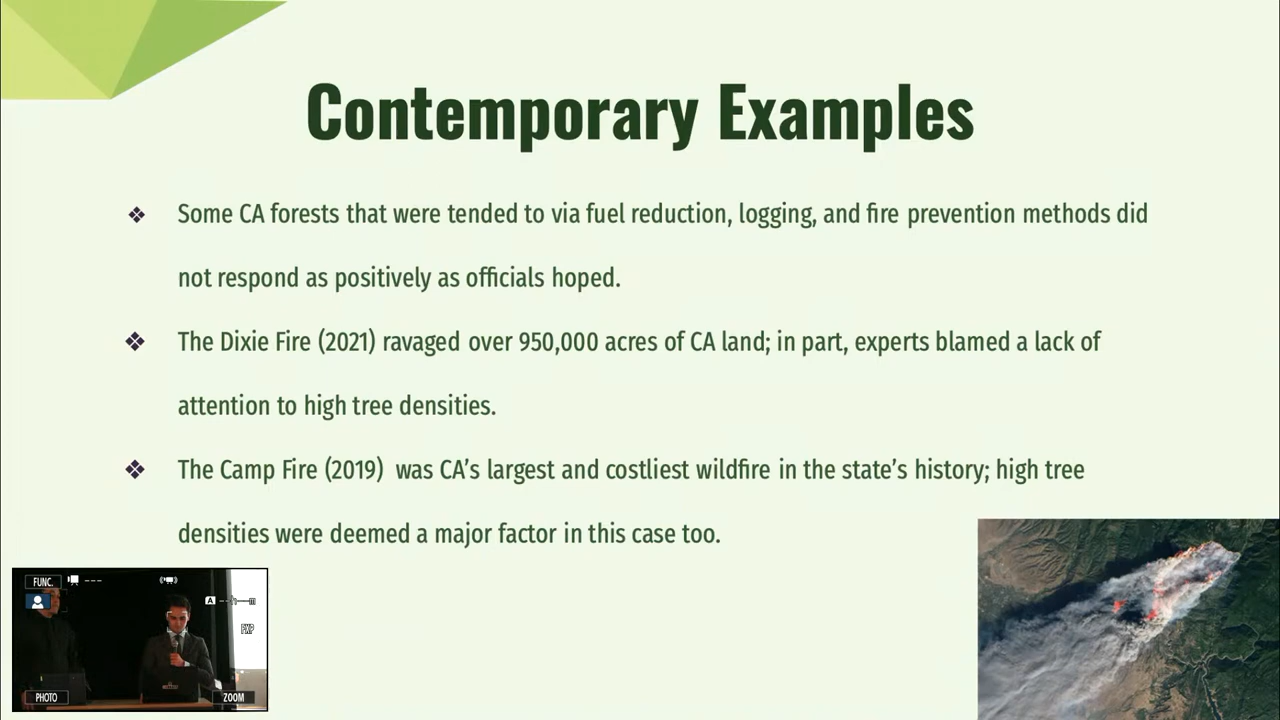 Contemporary Examples
❖ Some CA forests that were tended to via fuel reduction, logging, and fire prevention methods did
not respond as positively as officials hoped.
❖ The Dixie Fire (2021) ravaged over 950,000 acres of CA land; in part, experts blamed a lack of
attention to high tree densities.
❖ The Camp Fire (2019) was CA’s largest and costliest wildfire in the state’s history; high tree
densities were deemed a major factor in this case too.
FUNC.
A
FXP
PHOTO
ZOOM